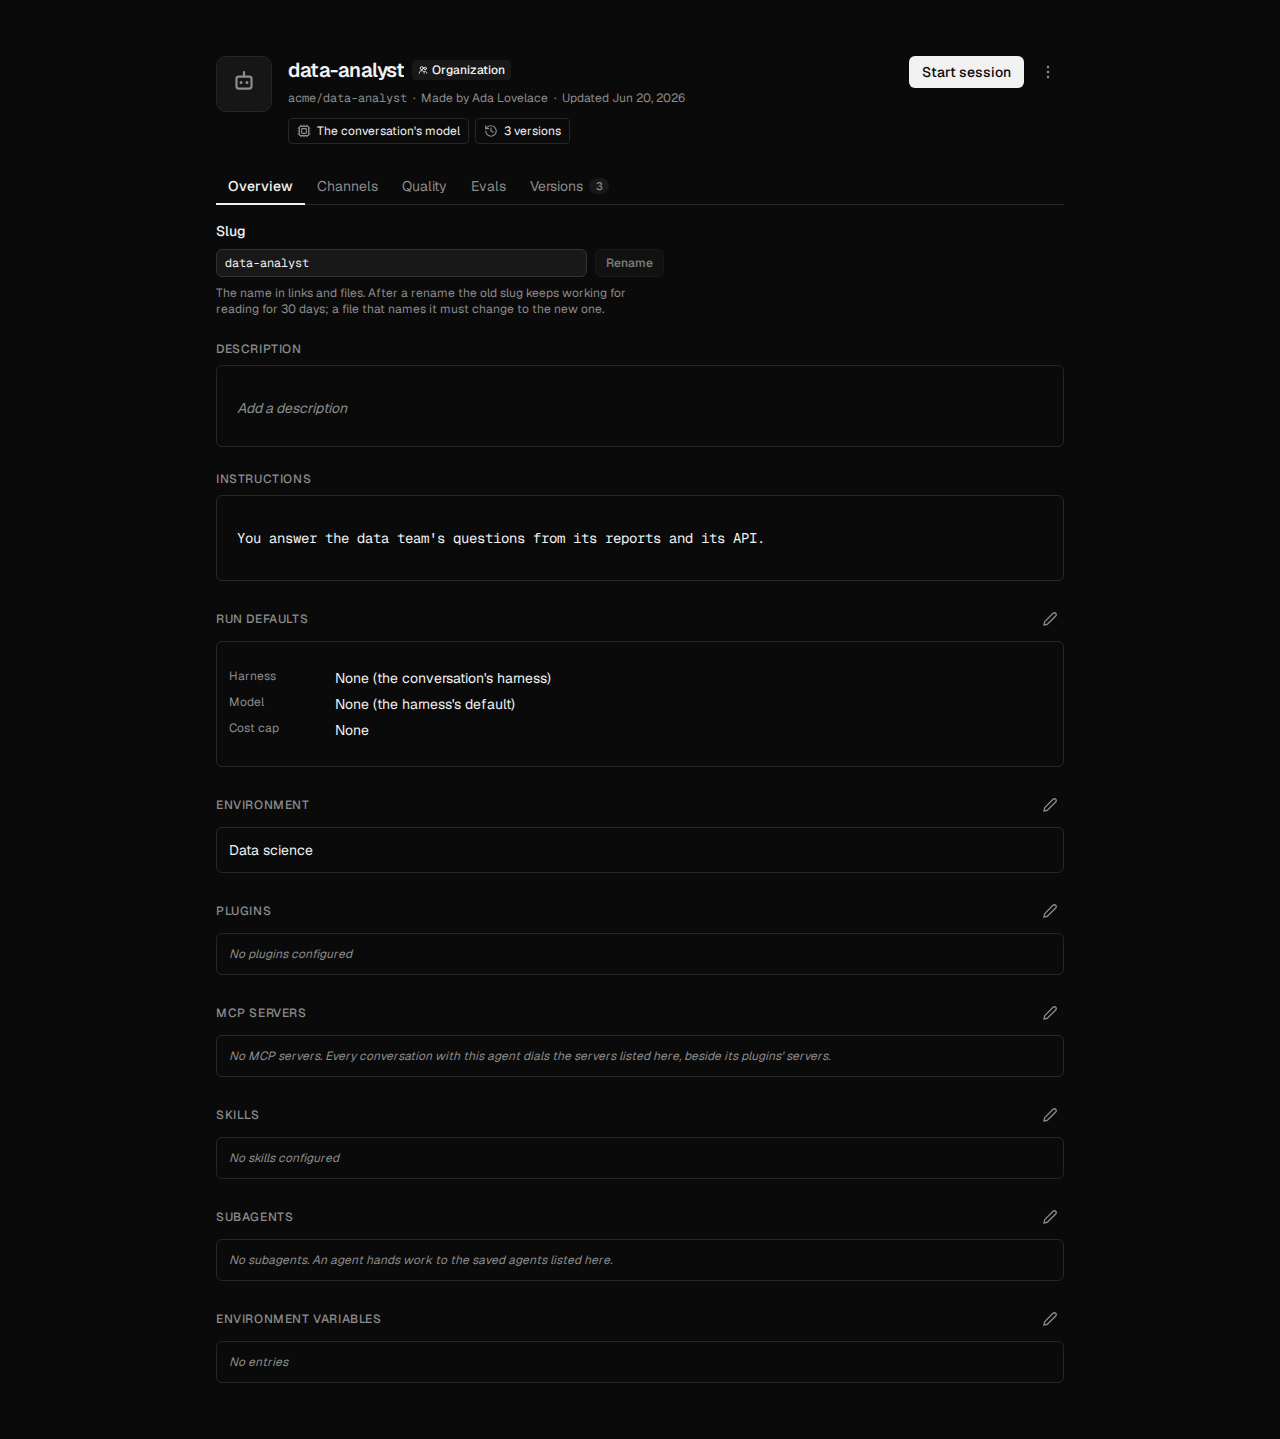 data-analyst
Organization
Start session
acme/data-analyst · Made by Ada Lovelace · Updated Jun 20, 2026
The conversation's model
3 versions
Overview
Channels
Quality
Evals
Versions 3
Slug
data-analyst
Rename
The name in links and files. After a rename the old slug keeps working for
reading for 30 days; a file that names it must change to the new one.
DESCRIPTION
Add a description
INSTRUCTIONS
You answer the data team's questions from its reports and its API.
RUN DEFAULTS
Harness None (the conversation's harness)
Model None (the harness's default)
Cost cap None
ENVIRONMENT
Data science
PLUGINS
No plugins configured
MCP SERVERS
No MCP servers. Every conversation with this agent dials the servers listed here, beside its plugins' servers.
SKILLS
No skills configured
SUBAGENTS
No subagents. An agent hands work to the saved agents listed here.
ENVIRONMENT VARIABLES
No entries